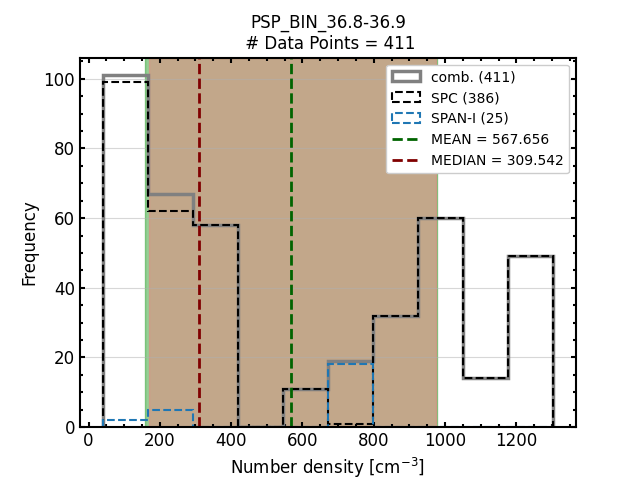 PSP_BIN_36.8-36.9
# Data Points = 411
comb. (411)
SPC (386)
SPAN-I (25)
MEAN = 567.656
MEDIAN = 309.542
Frequency
100
80
60
40
20
0
0 200 400 600 800 1000 1200
Number density [cm⁻³]